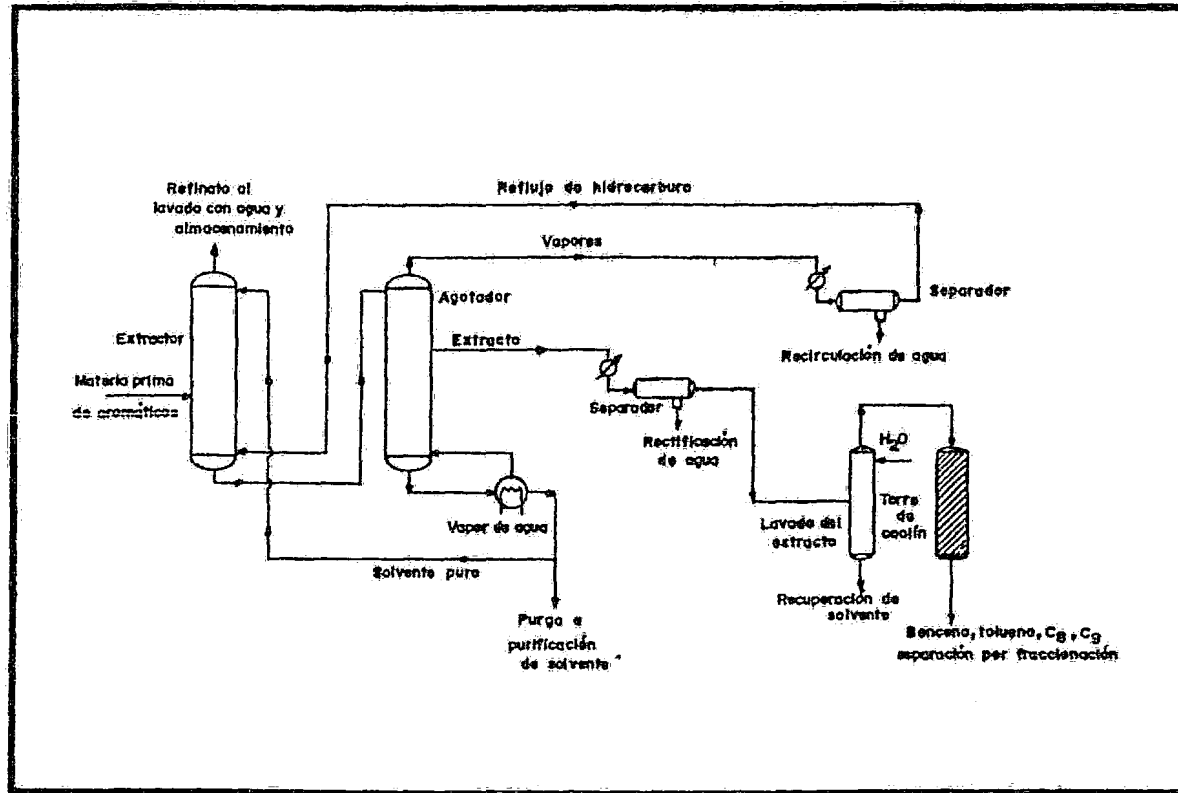 Refinato al
lavado con agua y
almacenamiento
Reflujo de hidrocarburo
Vapores
Agotador
Separador
Extractor
Extracto
Recirculación de agua
Materia prima
de aromáticos
Separador
Rectificación
de agua
H2O
Torre
de
caolín
Vapor de agua
Lavado del
extracto
Solvente puro
Recuperación de
solvente
Purga a
purificación
de solvente
Benceno, tolueno, C8, C9
separación por fraccionación